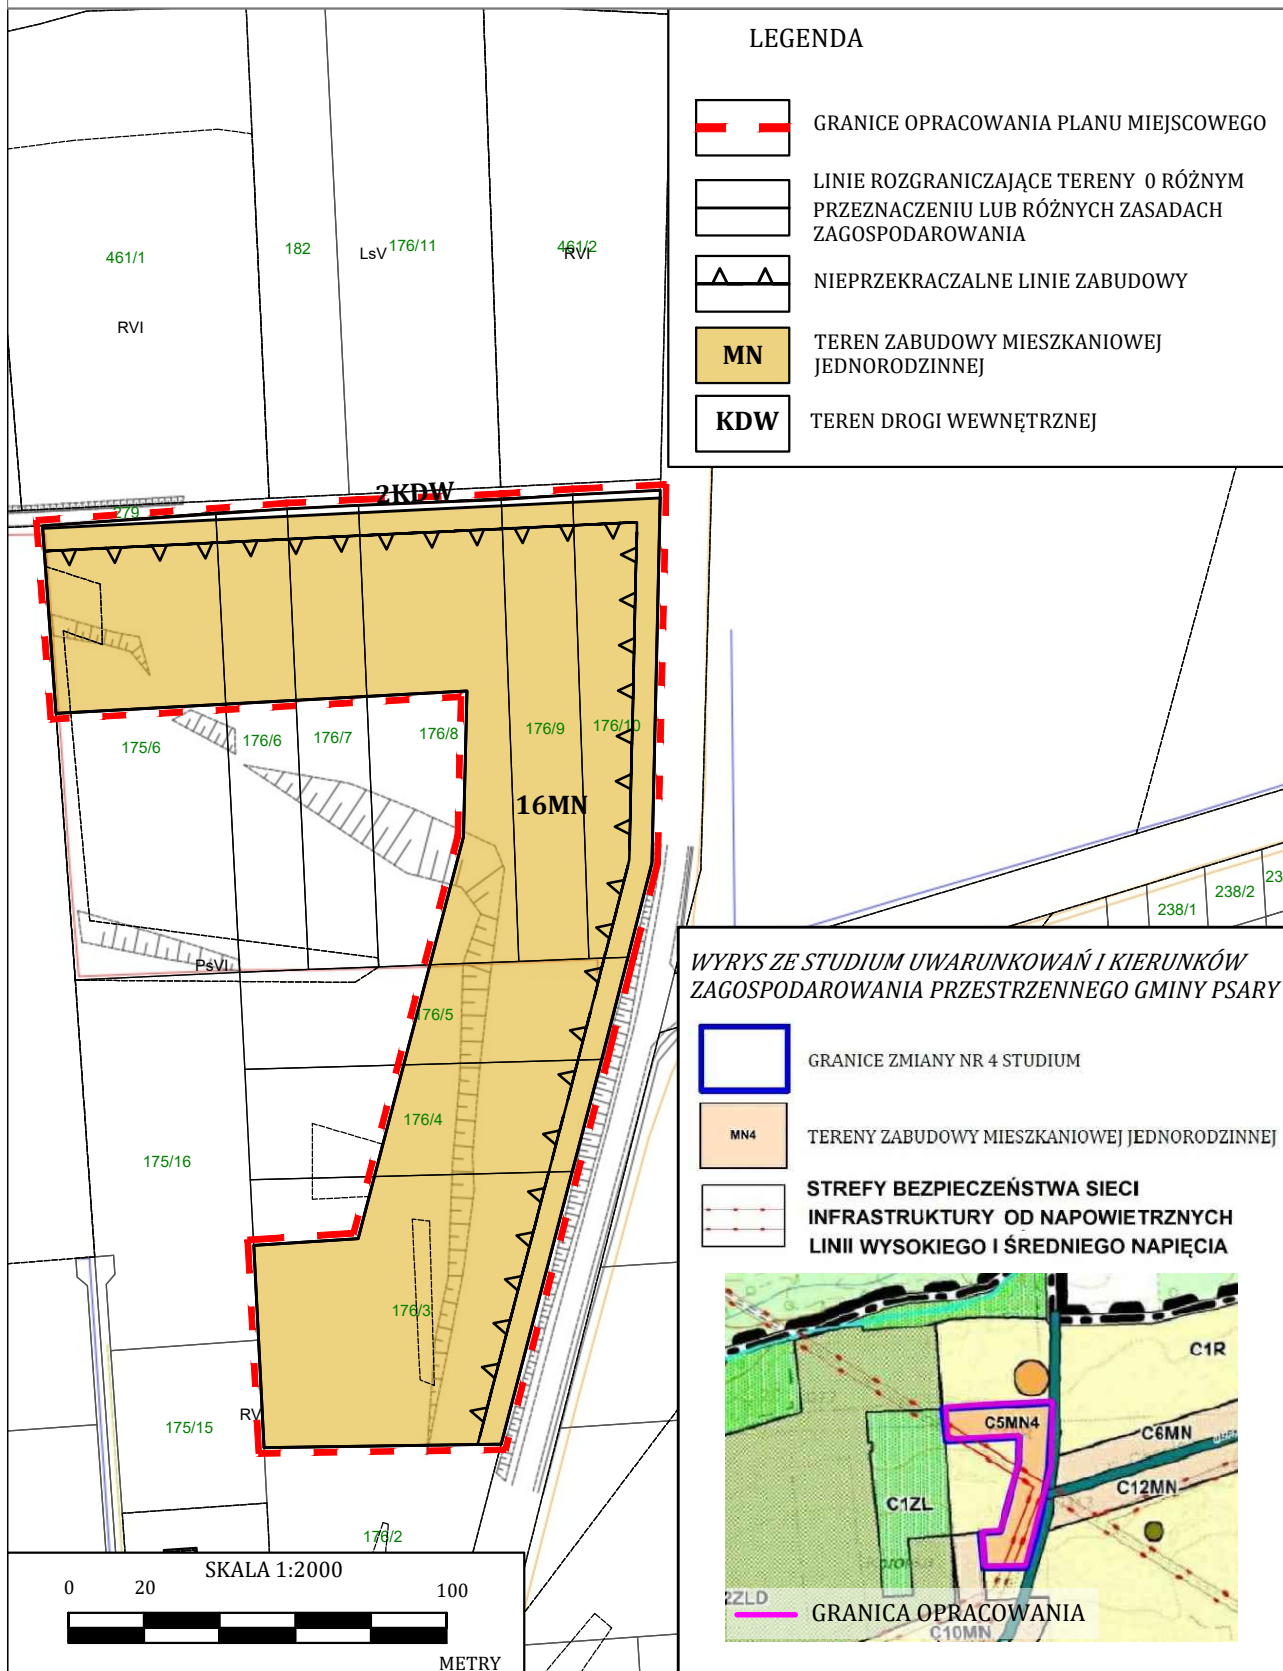 LEGENDA
GRANICE OPRACOWANIA PLANU MIEJSCOWEGO
LINIE ROZGRANICZAJĄCE TERENY 0 RÓŻNYM
PRZEZNACZENIU LUB RÓŻNYCH ZASADACH
ZAGOSPODAROWANIA
NIEPRZEKRACZALNE LINIE ZABUDOWY
MN
TEREN ZABUDOWY MIESZKANIOWEJ
JEDNORODZINNEJ
KDW
TEREN DROGI WEWNĘTRZNEJ
461/1
RVI
182
LsV
176/11
461/2
RVI
279
2KDW
175/6
176/6
176/7
176/8
176/9
176/10
16MN
PsVI
176/5
176/4
175/16
176/3
175/15
RV
176/2
238/1
238/2
23
WYRYS ZE STUDIUM UWARUNKOWAŃ I KIERUNKÓW
ZAGOSPODAROWANIA PRZESTRZENNEGO GMINY PSARY
GRANICE ZMIANY NR 4 STUDIUM
MN4
TERENY ZABUDOWY MIESZKANIOWEJ JEDNORODZINNEJ
STREFY BEZPIECZEŃSTWA SIECI
INFRASTRUKTURY OD NAPOWIETRZNYCH
LINII WYSOKIEGO I ŚREDNIEGO NAPIĘCIA
C1R
C5MN4
C6MN
C12MN
C1ZL
2ZLD
C10MN
GRANICA OPRACOWANIA
SKALA 1:2000
0 20 100
METRY